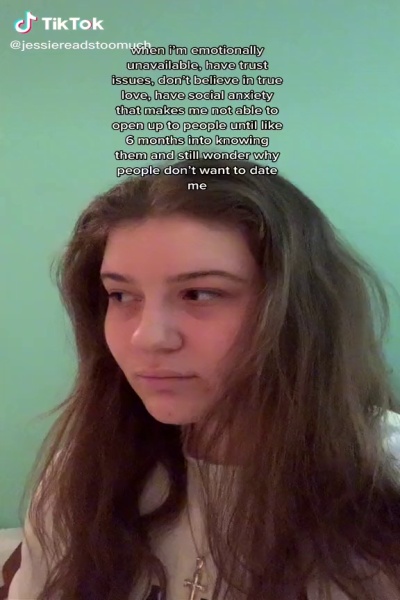 TikTok
@jessiereadstoomuch
when i'm emotionally
unavailable, have trust
issues, don't believe in true
love, have social anxiety
that makes me not able to
open up to people until like
6 months into knowing
them and still wonder why
people don't want to date
me